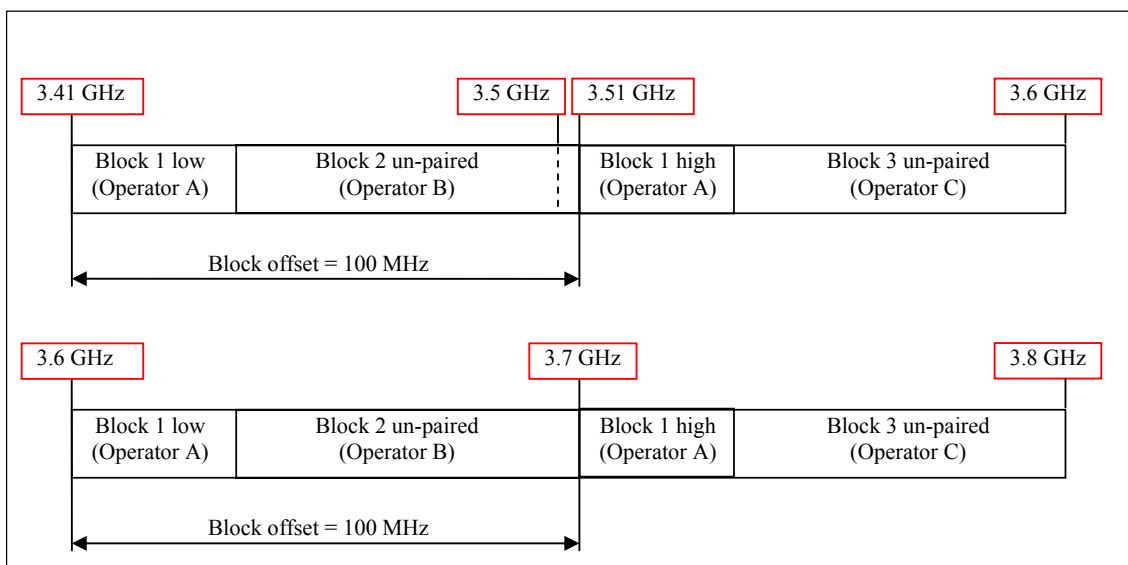 3.41 GHz 3.5 GHz 3.51 GHz 3.6 GHz
Block 1 low
(Operator A)
Block 2 un-paired
(Operator B)
Block 1 high
(Operator A)
Block 3 un-paired
(Operator C)
Block offset = 100 MHz
3.6 GHz 3.7 GHz 3.8 GHz
Block 1 low
(Operator A)
Block 2 un-paired
(Operator B)
Block 1 high
(Operator A)
Block 3 un-paired
(Operator C)
Block offset = 100 MHz